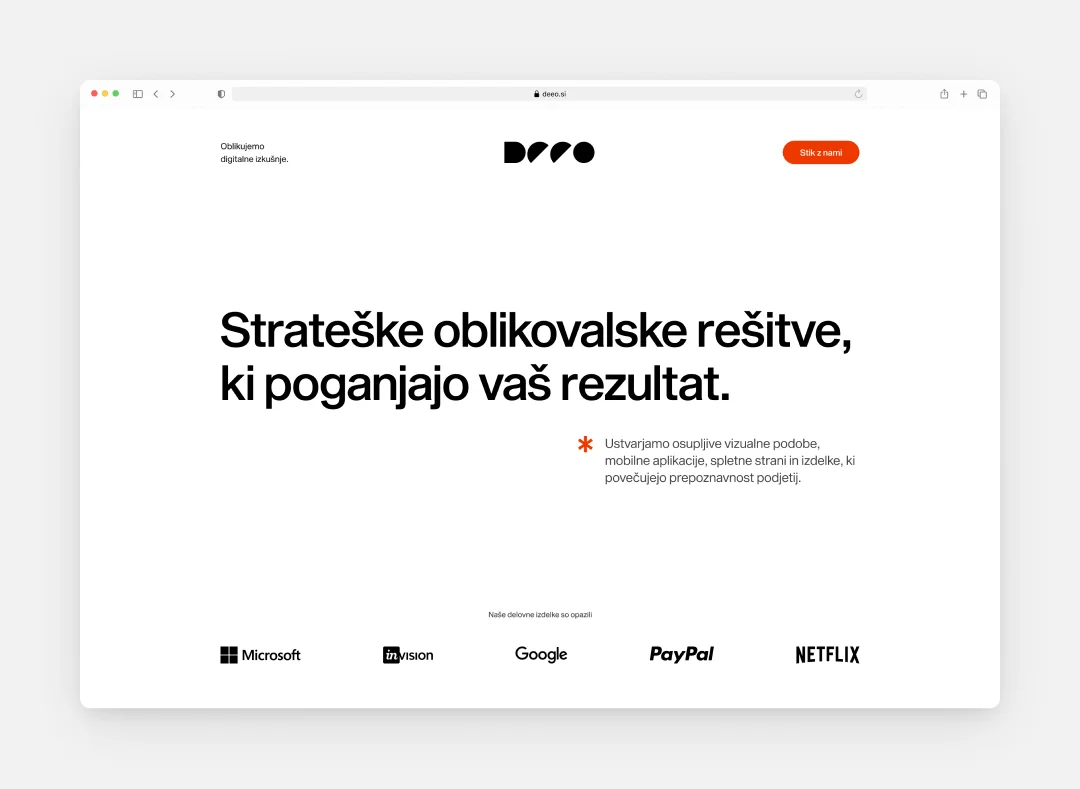 deeo.si
Oblikujemo
digitalne izkušnje.
Deeo
Stik z nami
Strateške oblikovalske rešitve,
ki poganjajo vaš rezultat.
Ustvarjamo osupljive vizualne podobe,
mobilne aplikacije, spletne strani in izdelke, ki
povečujejo prepoznavnost podjetij.
Naše delovne izdelke so opazili
Microsoft
invision
Google
PayPal
NETFLIX